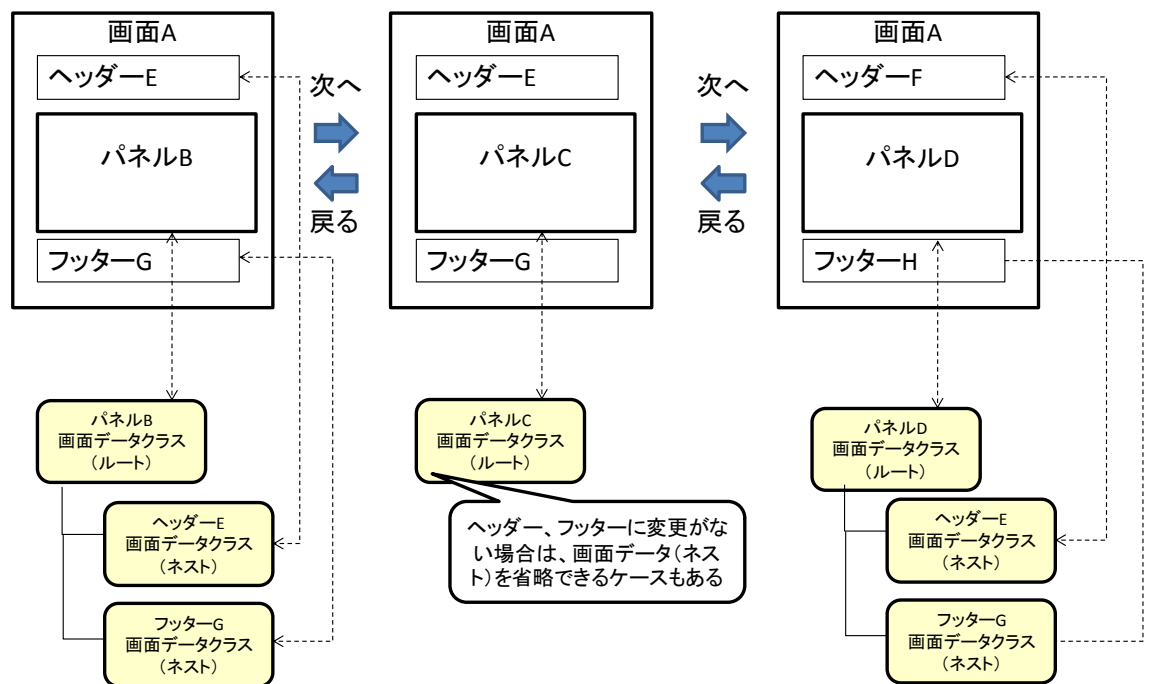 画面A
ヘッダーE
パネルB
フッターG
次へ
戻る
画面A
ヘッダーE
パネルC
フッターG
次へ
戻る
画面A
ヘッダーF
パネルD
フッターH
パネルB
画面データクラス
（ルート）
ヘッダーE
画面データクラス
（ネスト）
フッターG
画面データクラス
（ネスト）
パネルC
画面データクラス
（ルート）
ヘッダー、フッターに変更がな
い場合は、画面データ（ネス
ト）を省略できるケースもある
パネルD
画面データクラス
（ルート）
ヘッダーE
画面データクラス
（ネスト）
フッターG
画面データクラス
（ネスト）